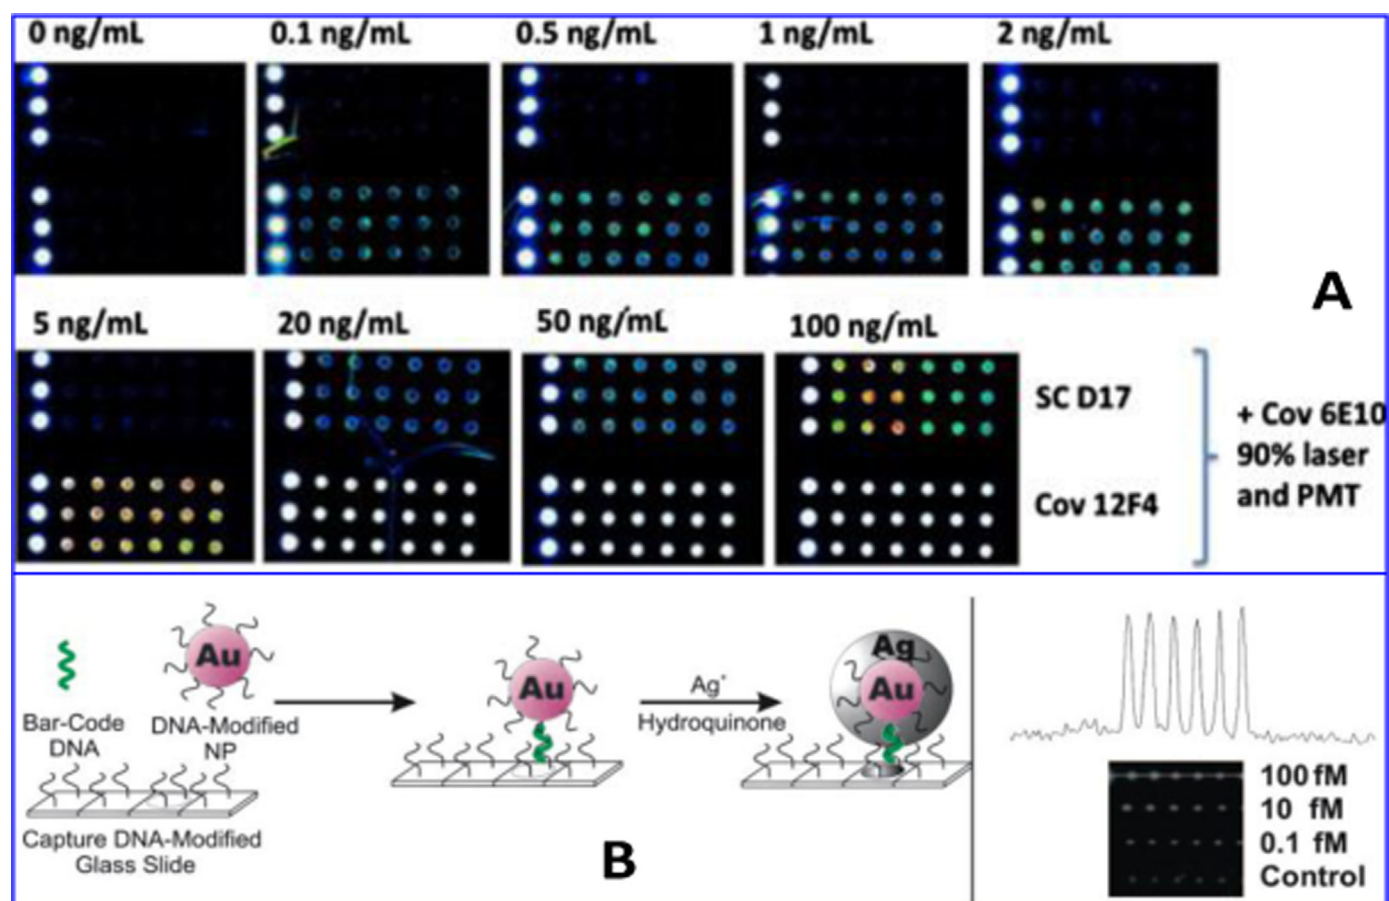 0 ng/mL
0.1 ng/mL
0.5 ng/mL
1 ng/mL
2 ng/mL
A
5 ng/mL
20 ng/mL
50 ng/mL
100 ng/mL
SC D17
Cov 12F4
+ Cov 6E10
90% laser
and PMT
Au
Bar-Code
DNA
DNA-Modified
NP
Capture DNA-Modified
Glass Slide
Au
Ag+
Hydroquinone
Ag
Au
B
100 fM
10 fM
0.1 fM
Control